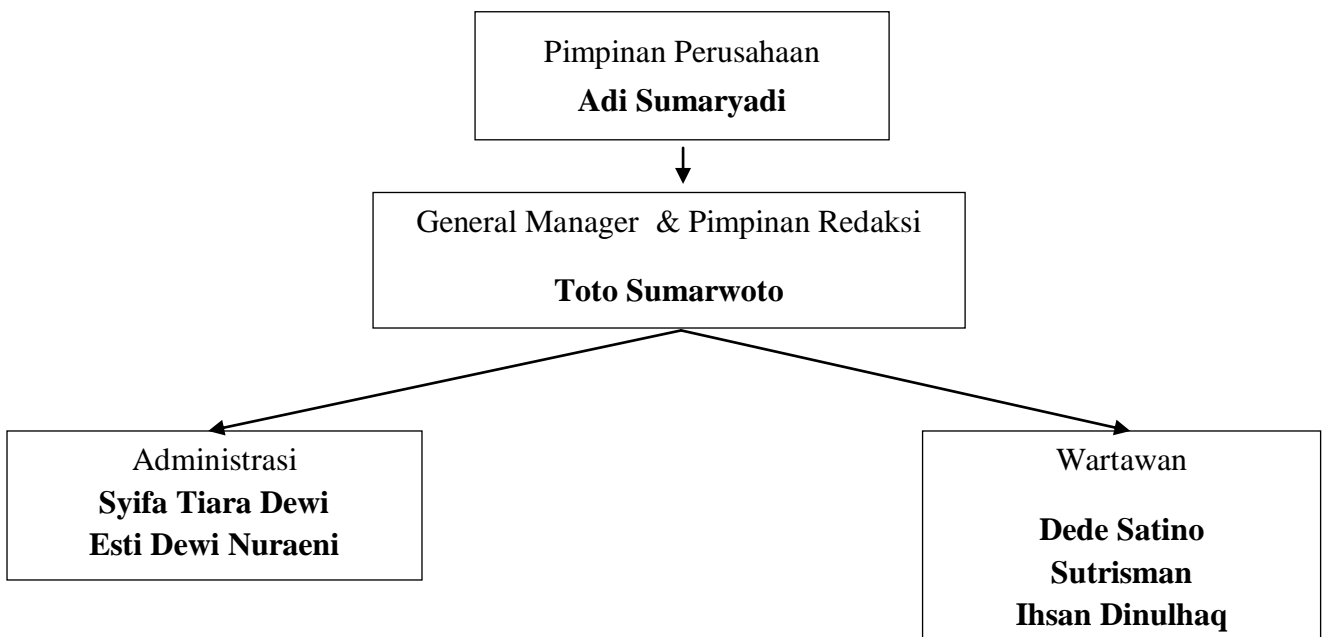 Pimpinan Perusahaan
Adi Sumaryadi
General Manager & Pimpinan Redaksi
Toto Sumarwoto
Administrasi
Syifa Tiara Dewi
Esti Dewi Nuraeni
Wartawan
Dede Satino
Sutrisman
Ihsan Dinulhaq